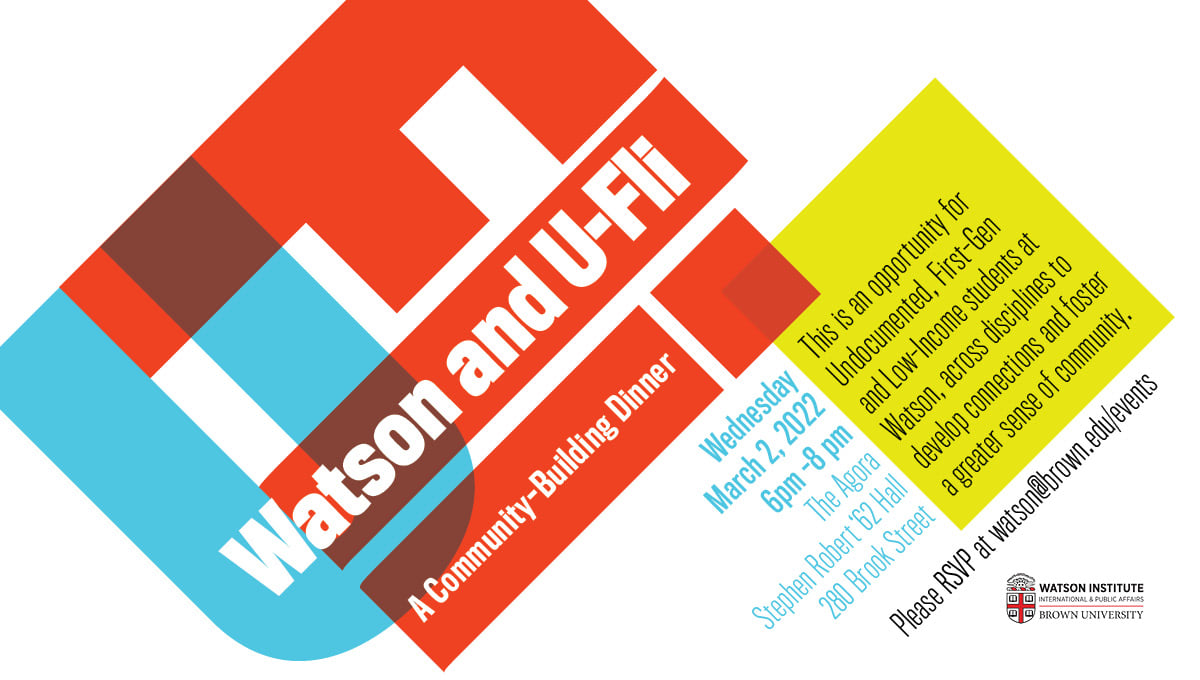 Watson and U-Fli
A Community-Building Dinner
Wednesday
March 2, 2022
6pm -8 pm
The Agora
Stephen Robert ‘62 Hall
280 Brook Street
This is an opportunity for
Undocumented, First-Gen
and Low-Income students at
Watson, across disciplines to
develop connections and foster
a greater sense of community.
Please RSVP at watson@brown.edu/events
WATSON INSTITUTE
INTERNATIONAL & PUBLIC AFFAIRS
BROWN UNIVERSITY